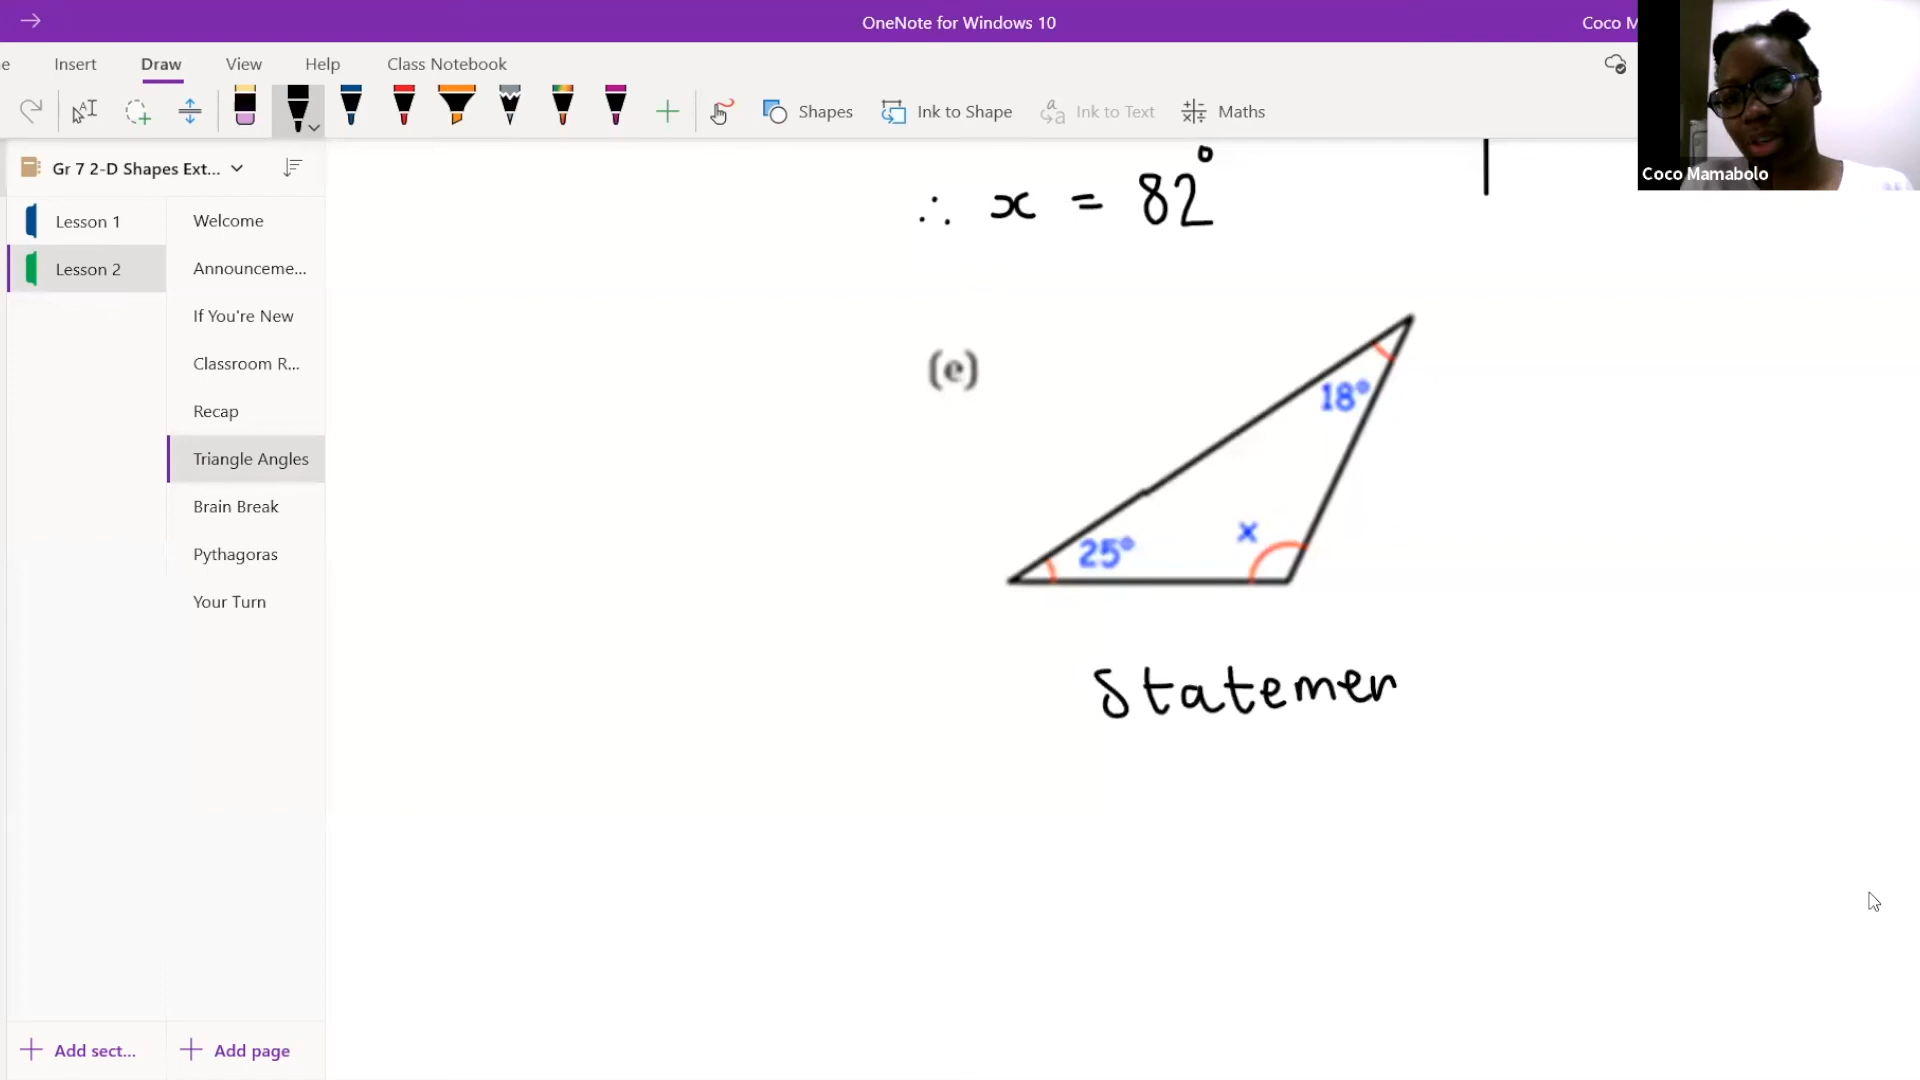 OneNote for Windows 10
Coco M
e Insert Draw View Help Class Notebook
Shapes Ink to Shape Ink to Text Maths
Gr 7 2-D Shapes Ext...
Lesson 1
Lesson 2
Welcome
Announceme...
If You're New
Classroom R...
Recap
Triangle Angles
Brain Break
Pythagoras
Your Turn
Add sect...
Add page
Coco Mamabolo
∴ x = 82°
(e)
18°
25°
x
Statemen